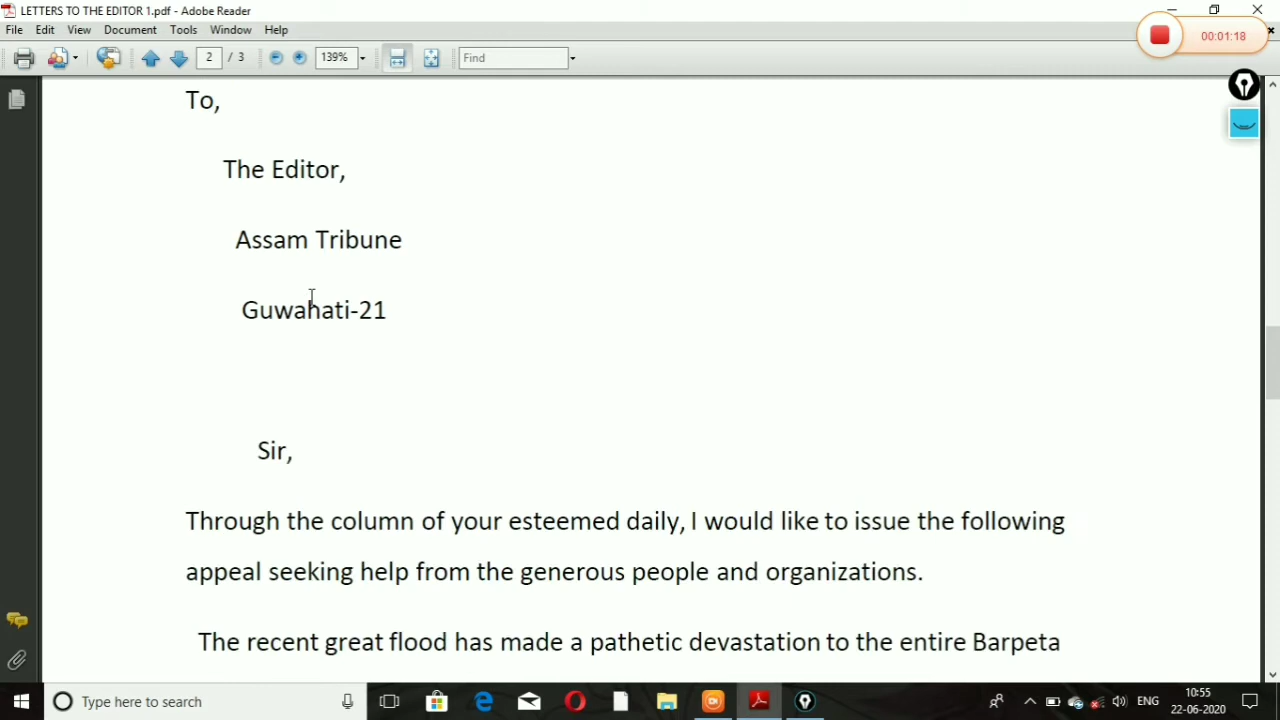 LETTERS TO THE EDITOR 1.pdf - Adobe Reader
00:01:18
File Edit View Document Tools Window Help
2 / 3 139% Find
To,
The Editor,
Assam Tribune
Guwahati-21
Sir,
Through the column of your esteemed daily, I would like to issue the following
appeal seeking help from the generous people and organizations.
The recent great flood has made a pathetic devastation to the entire Barpeta
Type here to search
ENG
10:55
22-06-2020